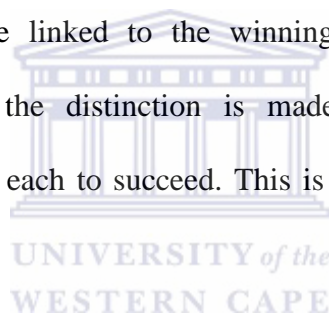 e linked to the winning
the distinction is made
each to succeed. This is
UNIVERSITY of the
WESTERN CAPE